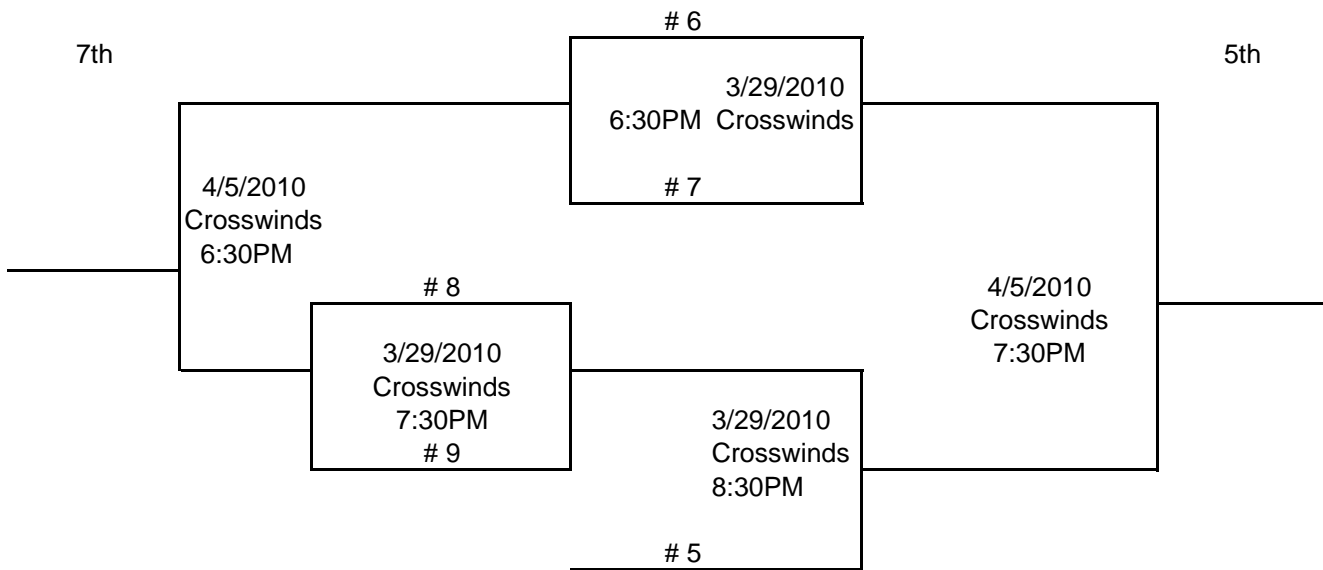 # 6
7th
5th
3/29/2010
6:30PM Crosswinds
# 7
4/5/2010
Crosswinds
6:30PM
# 8
4/5/2010
Crosswinds
7:30PM
3/29/2010
Crosswinds
7:30PM
# 9
3/29/2010
Crosswinds
8:30PM
# 5